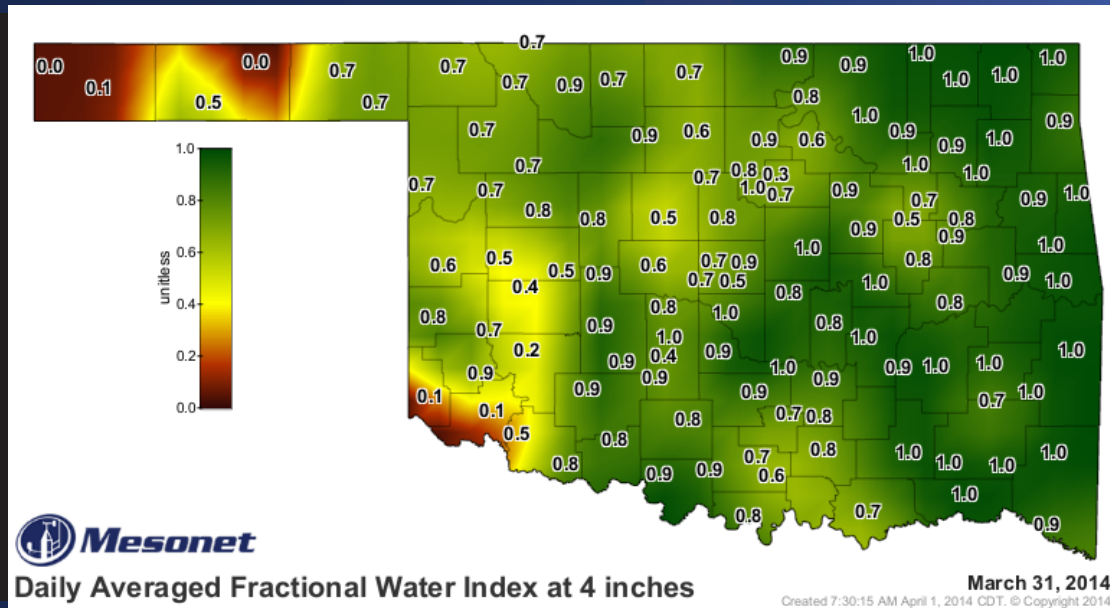 0.7
0.9 0.9 1.0 1.0
0.0 0.0 0.7 0.7 0.7 0.9 0.7 0.7 1.0 1.0
0.1 0.5 0.7 0.8 1.0 0.9
0.7 0.9 0.6 0.9 0.6 0.9 0.9 1.0
0.7 0.7 0.8 0.3 1.0 1.0
0.7 0.7 1.0 0.7 0.9 0.7 0.9 1.0
0.8 0.8 0.5 0.8 0.9 0.5 0.8 0.9
0.6 0.5 0.5 0.9 0.6 0.7 0.9 1.0 0.8 1.0
0.4 0.7 0.5 0.8 1.0 0.9 1.0
0.8 0.7 0.9 0.8 1.0 0.8 0.8
0.2 0.9 1.0 0.4 0.9 1.0 1.0
0.9 0.9 0.9 1.0 0.9 0.9 1.0 1.0
0.1 0.1 0.9 0.7 0.8 0.7 1.0
0.5 0.8 0.8
0.8 0.9 0.9 0.7 0.6 0.8 1.0 1.0 1.0 1.0
0.8 0.7 1.0 0.9
1.0
0.8
0.6
0.4
0.2
0.0
unitless
Mesonet
Daily Averaged Fractional Water Index at 4 inches
March 31, 2014
Created 7:30:15 AM April 1, 2014 CDT. © Copyright 2014